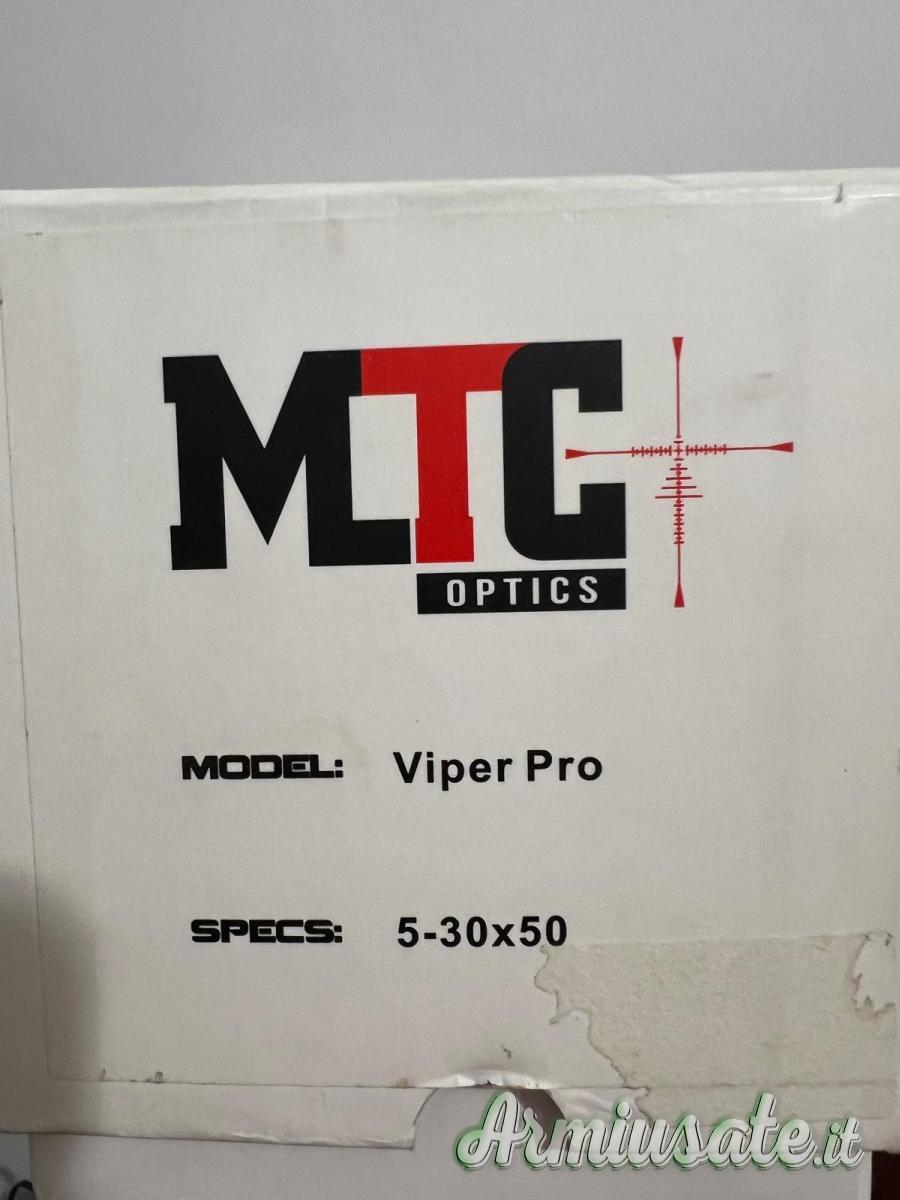 MTC
OPTICS
MODEL: Viper Pro
SPECS: 5-30x50
Armiusate.it